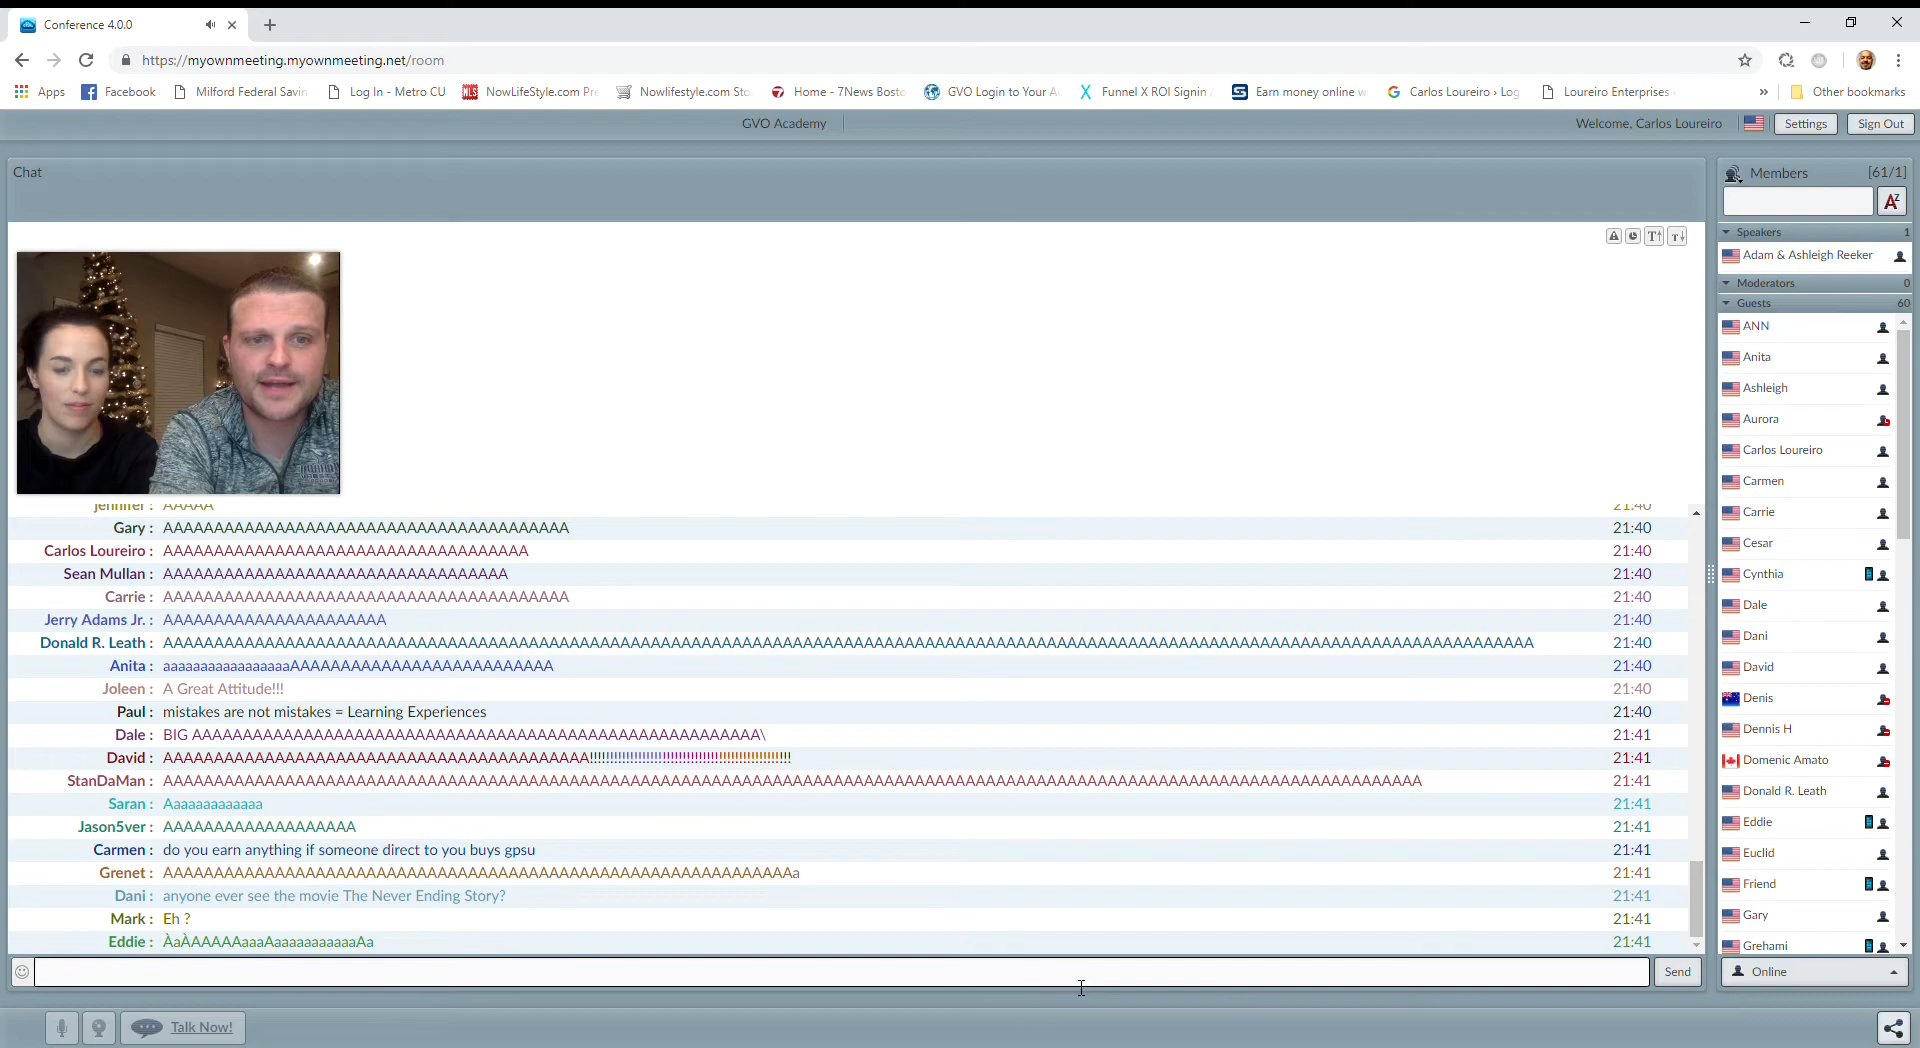 Conference 4.0.0
https://myownmeeting.myownmeeting.net/room
Apps Facebook Milford Federal Savin Log In - Metro CU NowLifeStyle.com Pre Nowlifestyle.com Sto Home - 7News Bosto GVO Login to Your A Funnel X ROI Signin Earn money online w Carlos Loureiro › Log Loureiro Enterprises » Other bookmarks
GVO Academy Welcome, Carlos Loureiro Settings Sign Out
Chat
jennifer : AAAAA 21:40
Gary : AAAAAAAAAAAAAAAAAAAAAAAAAAAAAAAAAAAAAAAA 21:40
Carlos Loureiro : AAAAAAAAAAAAAAAAAAAAAAAAAAAAAAAAAAAA 21:40
Sean Mullan : AAAAAAAAAAAAAAAAAAAAAAAAAAAAAAAAAA 21:40
Carrie : AAAAAAAAAAAAAAAAAAAAAAAAAAAAAAAAAAAAAAAA 21:40
Jerry Adams Jr. : AAAAAAAAAAAAAAAAAAAAAA 21:40
Donald R. Leath : AAAAAAAAAAAAAAAAAAAAAAAAAAAAAAAAAAAAAAAAAAAAAAAAAAAAAAAAAAAAAAAAAAAAAAAAAAAAAAAAAAAAAAAAAAAAAAAAAAAAAAAAAAAAAAAAAAAAAAAAAAAAAAAAAAAAAAA 21:40
Anita : aaaaaaaaaaaaaaaaaAAAAAAAAAAAAAAAAAAAAAAAAAA 21:40
Joleen : A Great Attitude!!! 21:40
Paul : mistakes are not mistakes = Learning Experiences 21:40
Dale : BIG AAAAAAAAAAAAAAAAAAAAAAAAAAAAAAAAAAAAAAAAAAAAAAAAAAAAAAAA\ 21:41
David : AAAAAAAAAAAAAAAAAAAAAAAAAAAAAAAAAAAAAAAAAA!!!!!!!!!!!!!!!!!!!!!!!!!!!!!!!!!!!!!!!!!!!!!!!!!! 21:41
StanDaMan : AAAAAAAAAAAAAAAAAAAAAAAAAAAAAAAAAAAAAAAAAAAAAAAAAAAAAAAAAAAAAAAAAAAAAAAAAAAAAAAAAAAAAAAAAAAAAAAAAAAAAAAAAAAAAAAAAAAAAAAAAAAA 21:41
Saran : Aaaaaaaaaaaaa 21:41
Jason5ver : AAAAAAAAAAAAAAAAAAA 21:41
Carmen : do you earn anything if someone direct to you buys gpsu 21:41
Grenet : AAAAAAAAAAAAAAAAAAAAAAAAAAAAAAAAAAAAAAAAAAAAAAAAAAAAAAAAAAAAAAa 21:41
Dani : anyone ever see the movie The Never Ending Story? 21:41
Mark : Eh ? 21:41
Eddie : ÀaÀAAAAAAaaaAaaaaaaaaaaaAa 21:41
Send
Talk Now!
Members [61/1]
Speakers 1
Adam & Ashleigh Reeker
Moderators 0
Guests 60
ANN
Anita
Ashleigh
Aurora
Carlos Loureiro
Carmen
Carrie
Cesar
Cynthia
Dale
Dani
David
Denis
Dennis H
Domenic Amato
Donald R. Leath
Eddie
Euclid
Friend
Gary
Grehami
Online